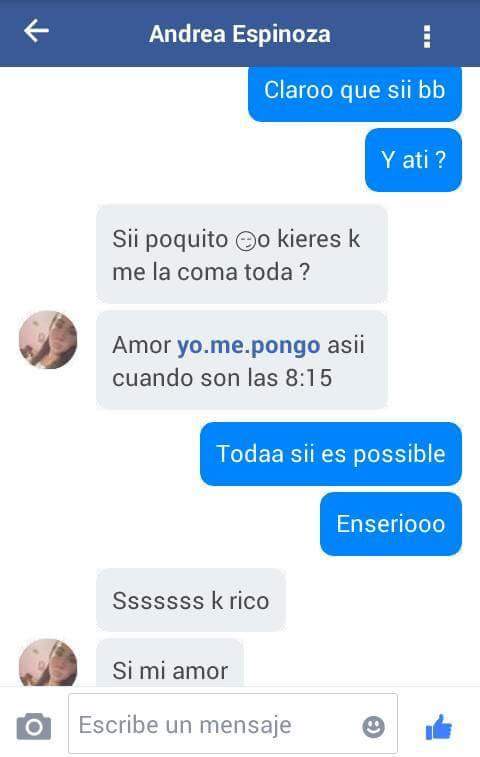 Andrea Espinoza
Claroo que sii bb
Y ati ?
Sii poquito 😏o kieres k
me la coma toda ?
Amor yo.me.pongo asii
cuando son las 8:15
Todaa sii es possible
Enseriooo
Sssssss k rico
Si mi amor
Escribe un mensaje